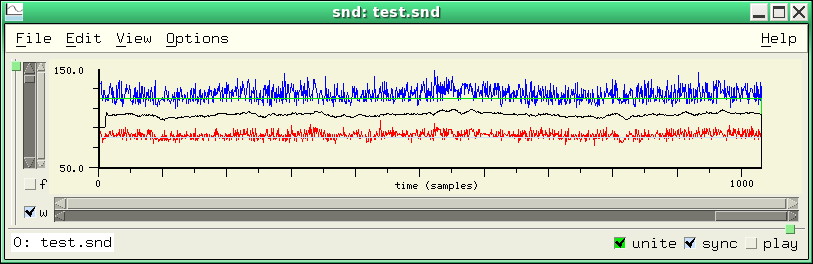 snd: test.snd
File Edit View Options Help
150.0
50.0
0 time (samples) 1000
f
w
0: test.snd unite sync play